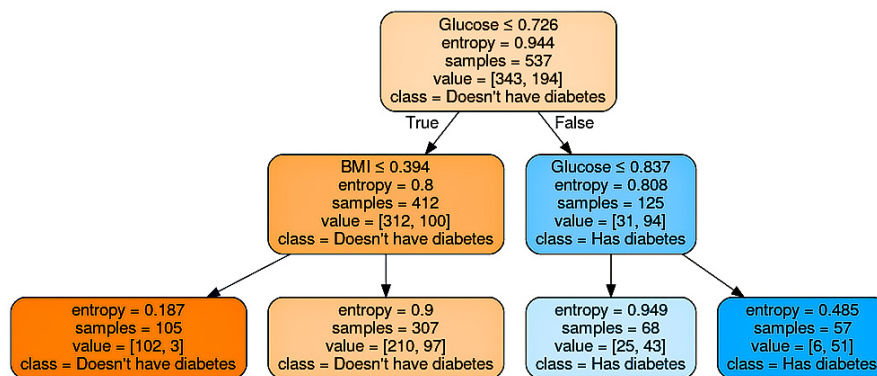 Glucose ≤ 0.726
entropy = 0.944
samples = 537
value = [343, 194]
class = Doesn't have diabetes
True
False
BMI ≤ 0.394
entropy = 0.8
samples = 412
value = [312, 100]
class = Doesn't have diabetes
Glucose ≤ 0.837
entropy = 0.808
samples = 125
value = [31, 94]
class = Has diabetes
entropy = 0.187
samples = 105
value = [102, 3]
class = Doesn't have diabetes
entropy = 0.9
samples = 307
value = [210, 97]
class = Doesn't have diabetes
entropy = 0.949
samples = 68
value = [25, 43]
class = Has diabetes
entropy = 0.485
samples = 57
value = [6, 51]
class = Has diabetes